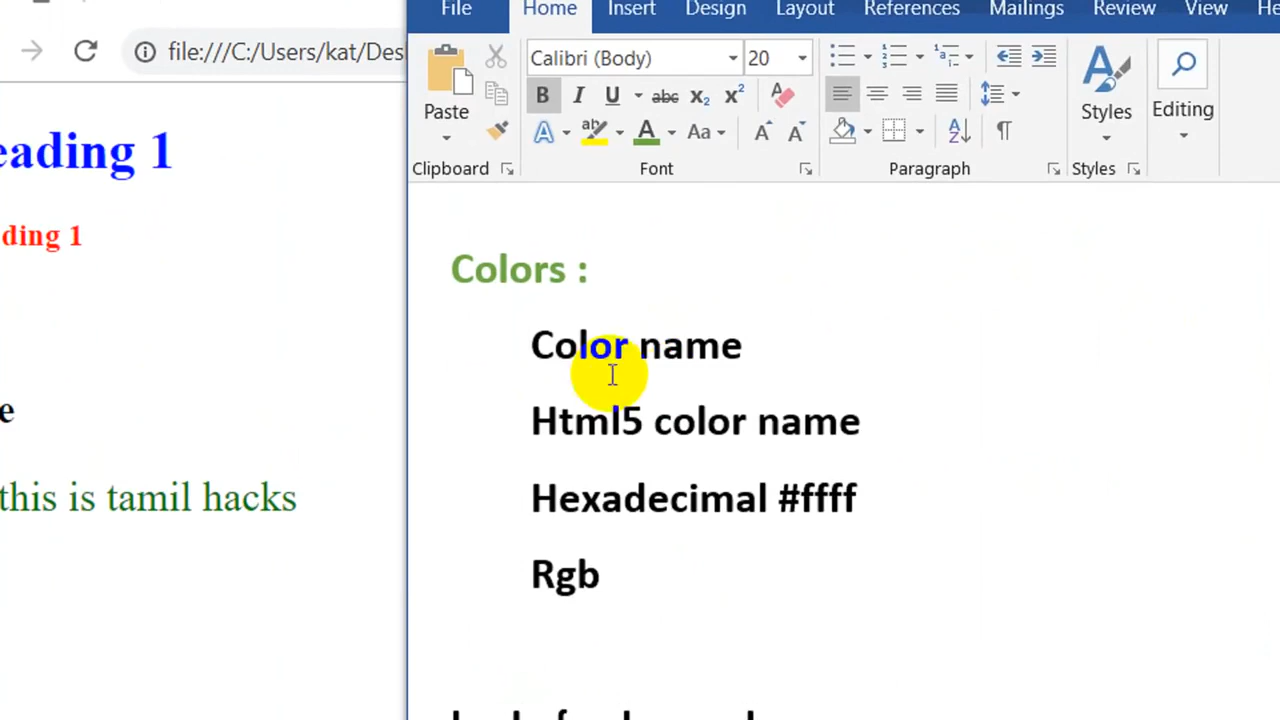 File Home Insert Design Layout References Mailings Review View
file:///C:/Users/kat/Des
Calibri (Body) 20
Paste
Styles
Editing
Clipboard Font Paragraph Styles
eading 1
ding 1
e
this is tamil hacks
Colors :
Color name
Html5 color name
Hexadecimal #ffff
Rgb